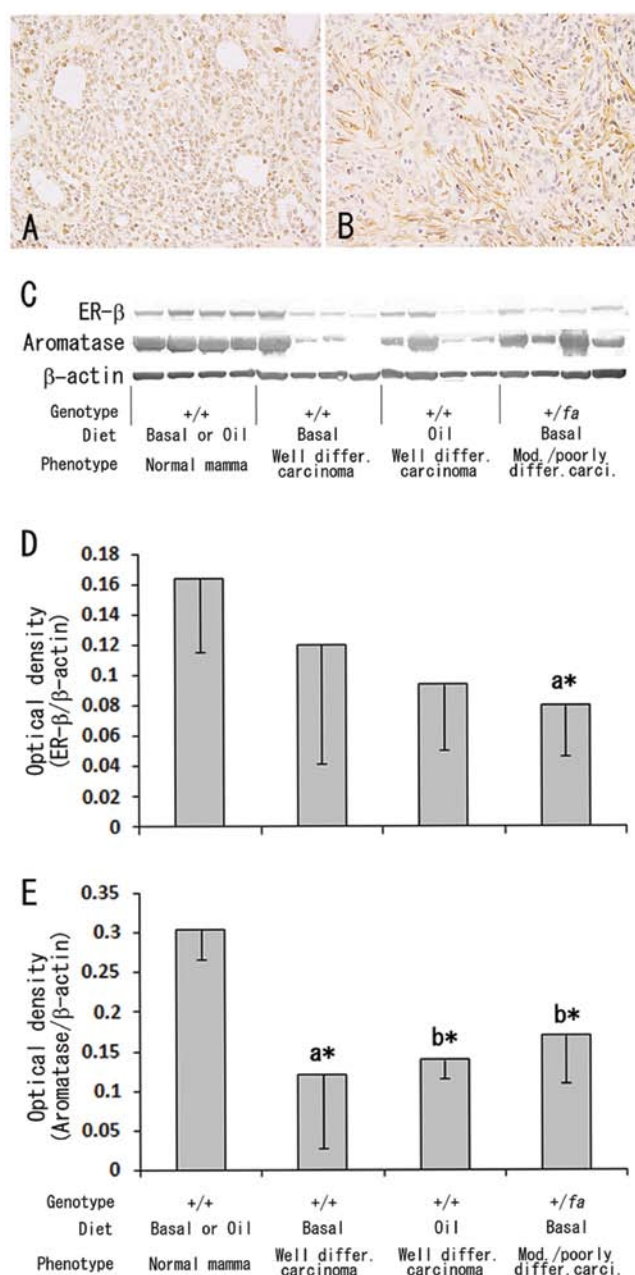 A
B
C
ER-β
Aromatase
β-actin
Genotype +/+ +/+ +/+ +/fa
Diet Basal or Oil Basal Oil Basal
Phenotype Normal mamma Well differ. carcinoma Well differ. carcinoma Mod./poorly differ.carci.
D
Optical density
(ER-β/β-actin)
0.18
0.16
0.14
0.12
0.1
0.08
0.06
0.04
0.02
0
a*
E
Optical density
(Aromatase/β-actin)
0.35
0.3
0.25
0.2
0.15
0.1
0.05
0
a*
b*
b*
Genotype +/+ +/+ +/+ +/fa
Diet Basal or Oil Basal Oil Basal
Phenotype Normal mamma Well differ. carcinoma Well differ. carcinoma Mod./poorly differ.carci.